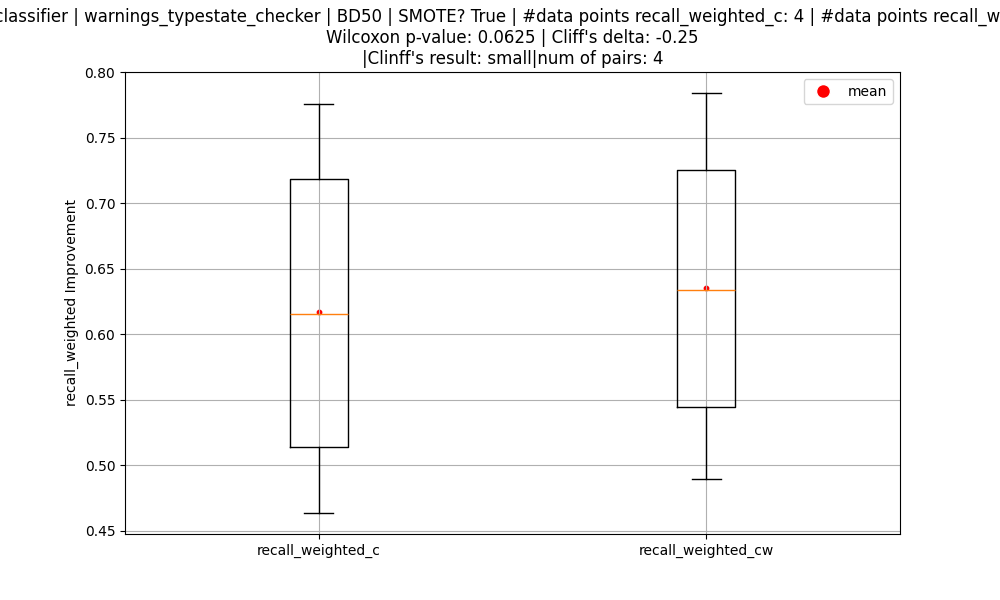 classifier | warnings_typestate_checker | BD50 | SMOTE? True | #data points recall_weighted_c: 4 | #data points
Wilcoxon p-value: 0.0625 | Cliff's delta: -0.25
|Clinff's result: small|num of pairs: 4
mean
0.80
0.75
0.70
0.65
0.60
0.55
0.50
0.45
recall_weighted Improvement
recall_weighted_c
recall_weighted_cw